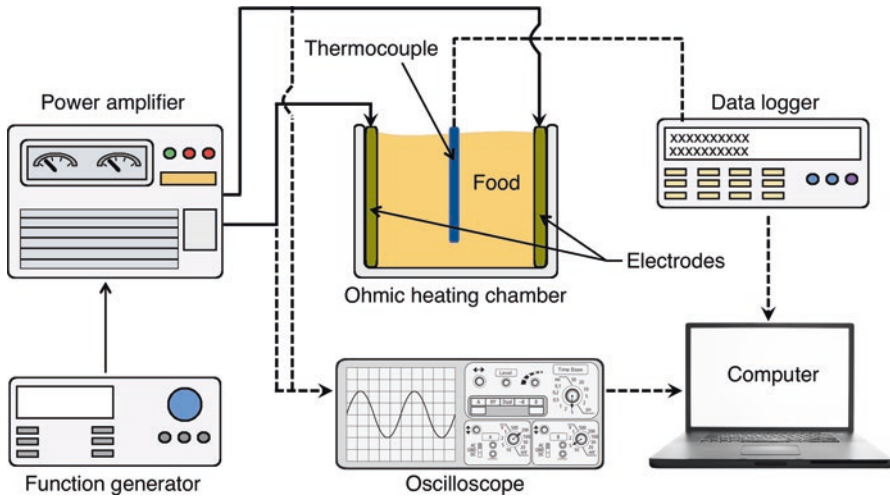 Thermocouple
Power amplifier
Data logger
XXXXXXXXXX
XXXXXXXXXX
Food
Electrodes
Ohmic heating chamber
Computer
Level
Time Base
Function generator
Oscilloscope